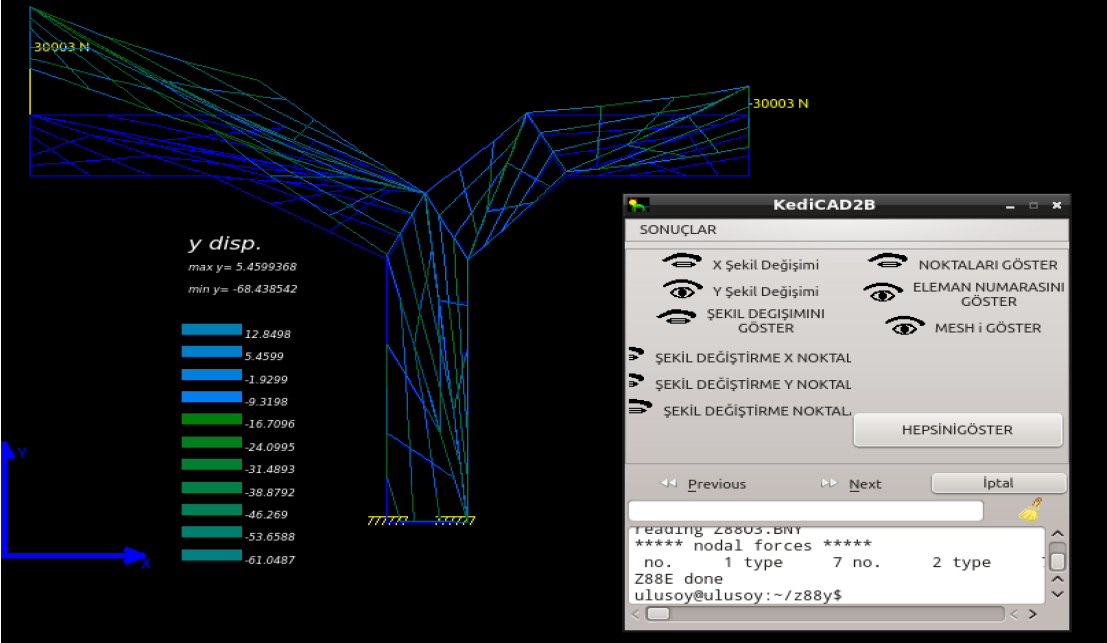 30003 N
30003 N
y disp.
max y= 5.4599368
min y= -68.438542
12.8498
5.4599
-1.9299
-9.3198
-16.7096
-24.0995
-31.4893
-38.8792
-46.269
-53.6588
-61.0487
Y
X
KediCAD2B
SONUÇLAR
X Şekil Değişimi
NOKTALARI GÖSTER
Y Şekil Değişimi
ELEMAN NUMARASINI
GÖSTER
ŞEKIL DEGIŞIMINI
GÖSTER
MESH i GÖSTER
ŞEKİL DEĞİŞTİRME X NOKTAL
ŞEKİL DEĞİŞTİRME Y NOKTAL
ŞEKİL DEĞİŞTİRME NOKTAL
HEPSİNİGÖSTER
Previous
Next
İptal
reading Z88O3.BNY
***** nodal forces *****
no. 1 type 7 no. 2 type
Z88E done
ulusoy@ulusoy:~/z88y$